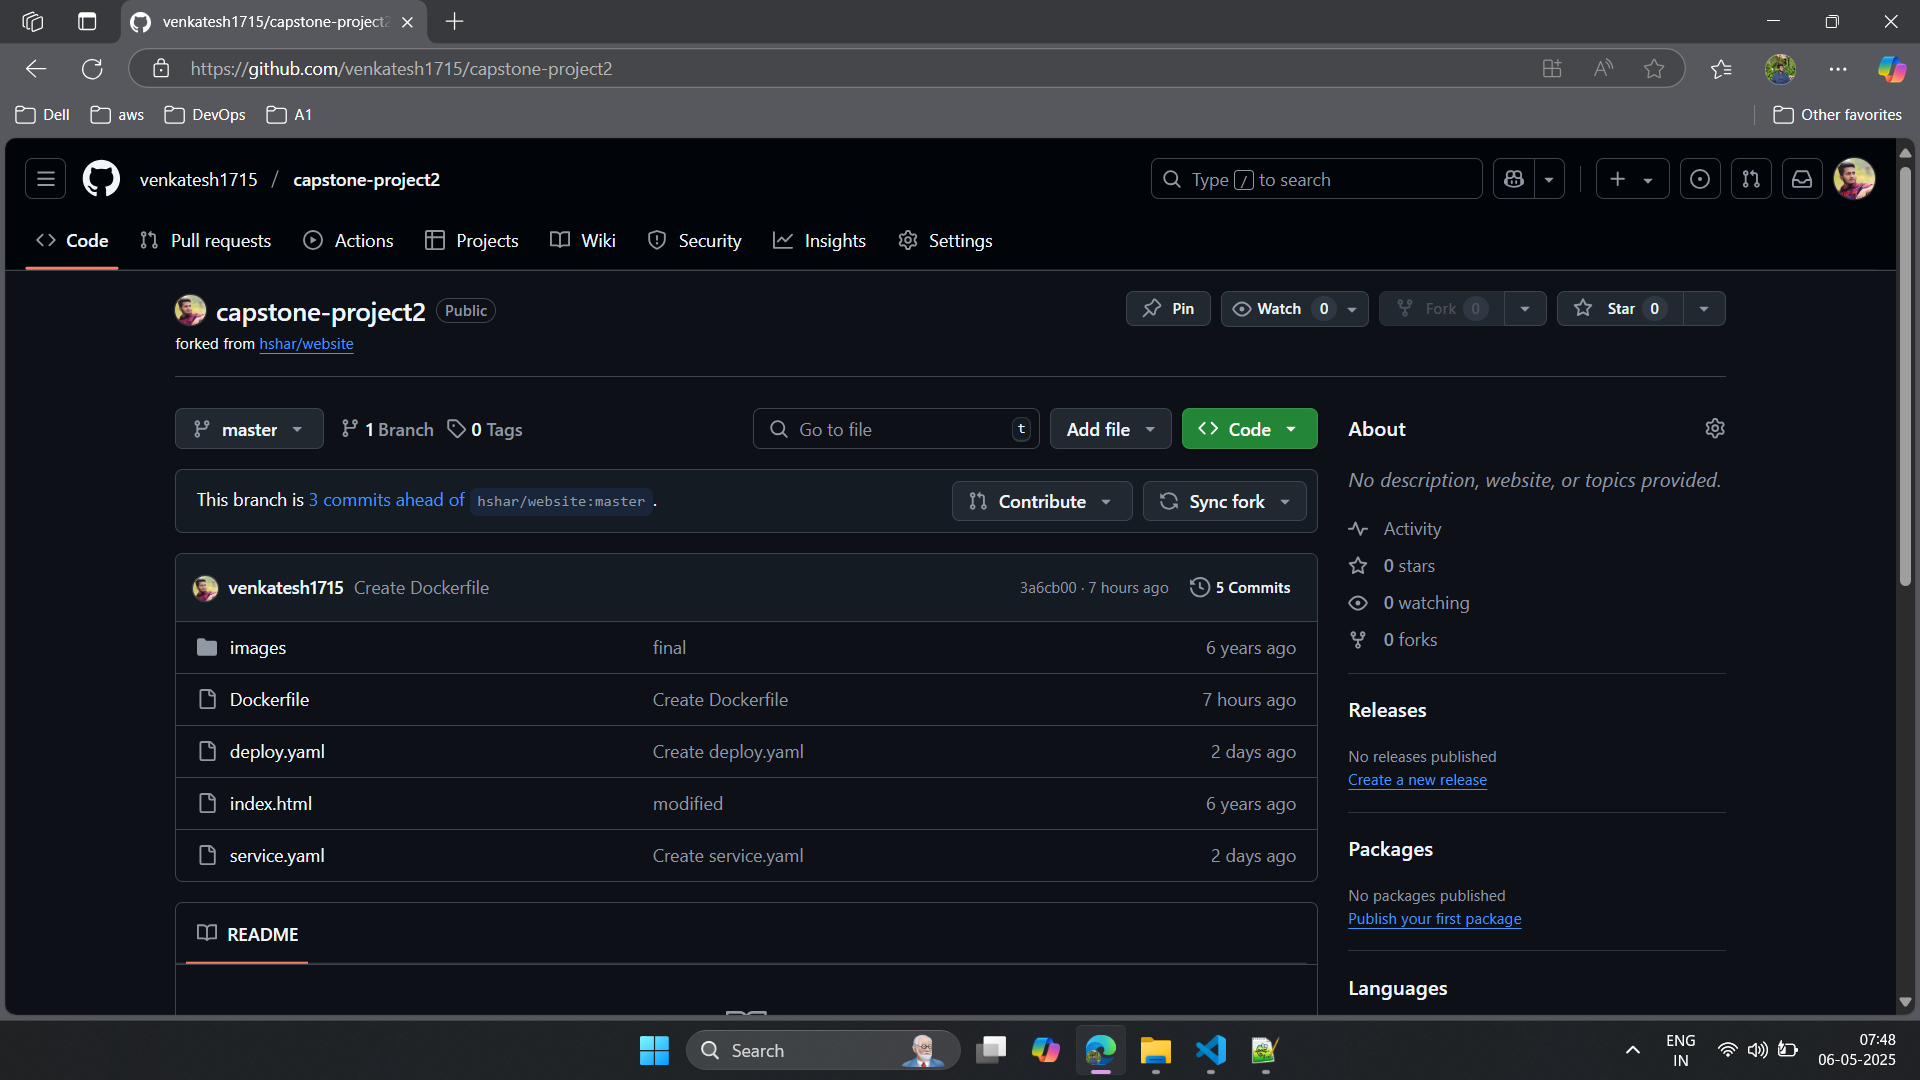 venkatesh1715/capstone-project2
https://github.com/venkatesh1715/capstone-project2
Dell aws DevOps A1 Other favorites
venkatesh1715 / capstone-project2 Type / to search
Code Pull requests Actions Projects Wiki Security Insights Settings
capstone-project2 Public Pin Watch 0 Fork 0 Star 0
forked from hshar/website
master 1 Branch 0 Tags Go to file t Add file Code
About
No description, website, or topics provided.
This branch is 3 commits ahead of hshar/website:master. Contribute Sync fork
Activity
0 stars
0 watching
0 forks
venkatesh1715 Create Dockerfile 3a6cb00 · 7 hours ago 5 Commits
images final 6 years ago
Dockerfile Create Dockerfile 7 hours ago
deploy.yaml Create deploy.yaml 2 days ago
index.html modified 6 years ago
service.yaml Create service.yaml 2 days ago
Releases
No releases published
Create a new release
Packages
No packages published
Publish your first package
README
Languages
Search
ENG
IN
07:48
06-05-2025